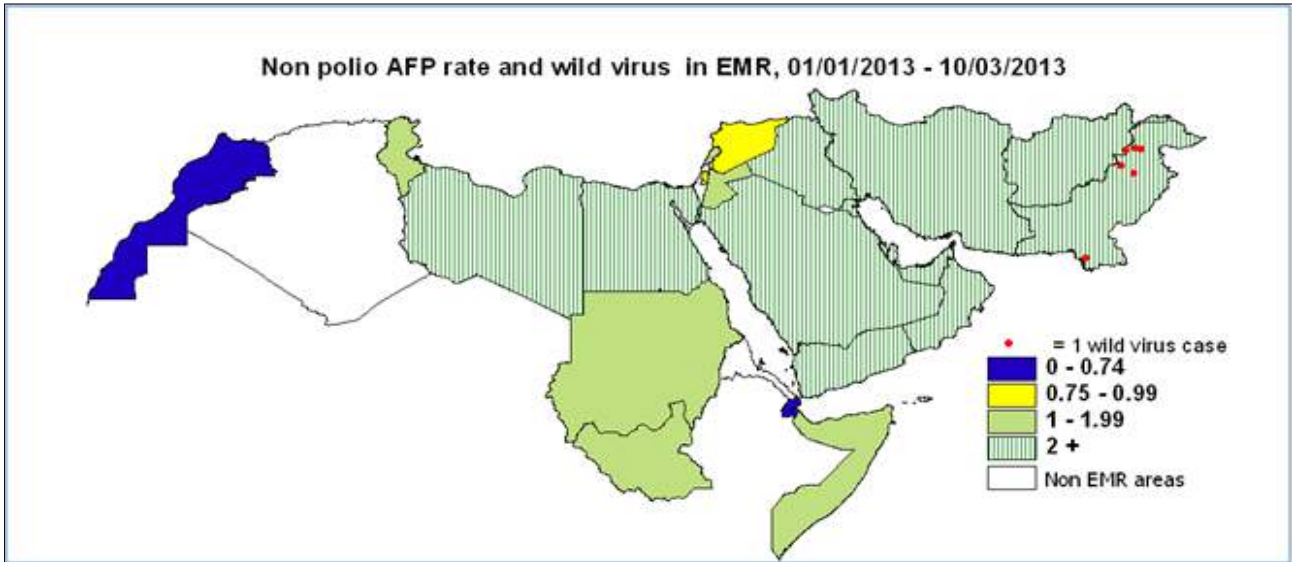 Non polio AFP rate and wild virus in EMR, 01/01/2013 - 10/03/2013
= 1 wild virus case
0 - 0.74
0.75 - 0.99
1 - 1.99
2 +
Non EMR areas